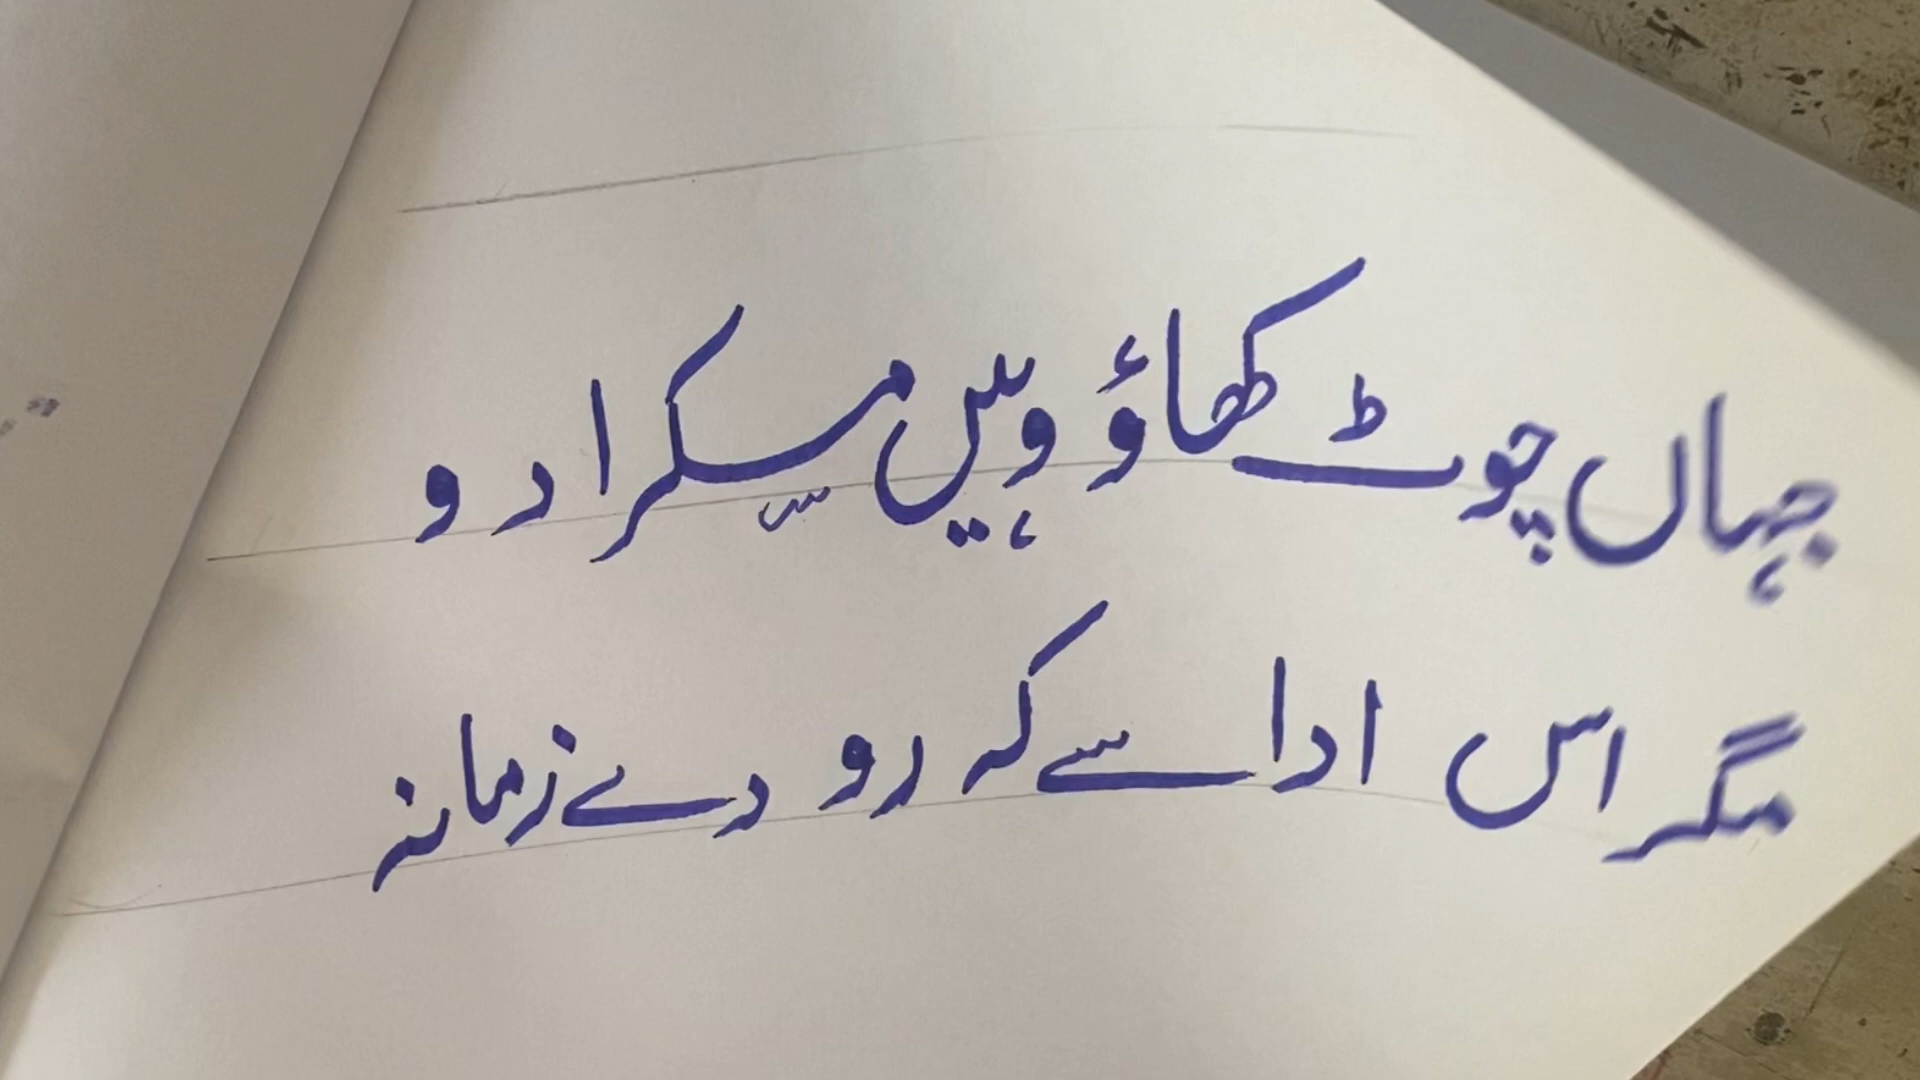 جہاں چوٹ کھاؤ وہیں مسکرا دو
مگر اس ادا سے کہ رو دے زمانہ